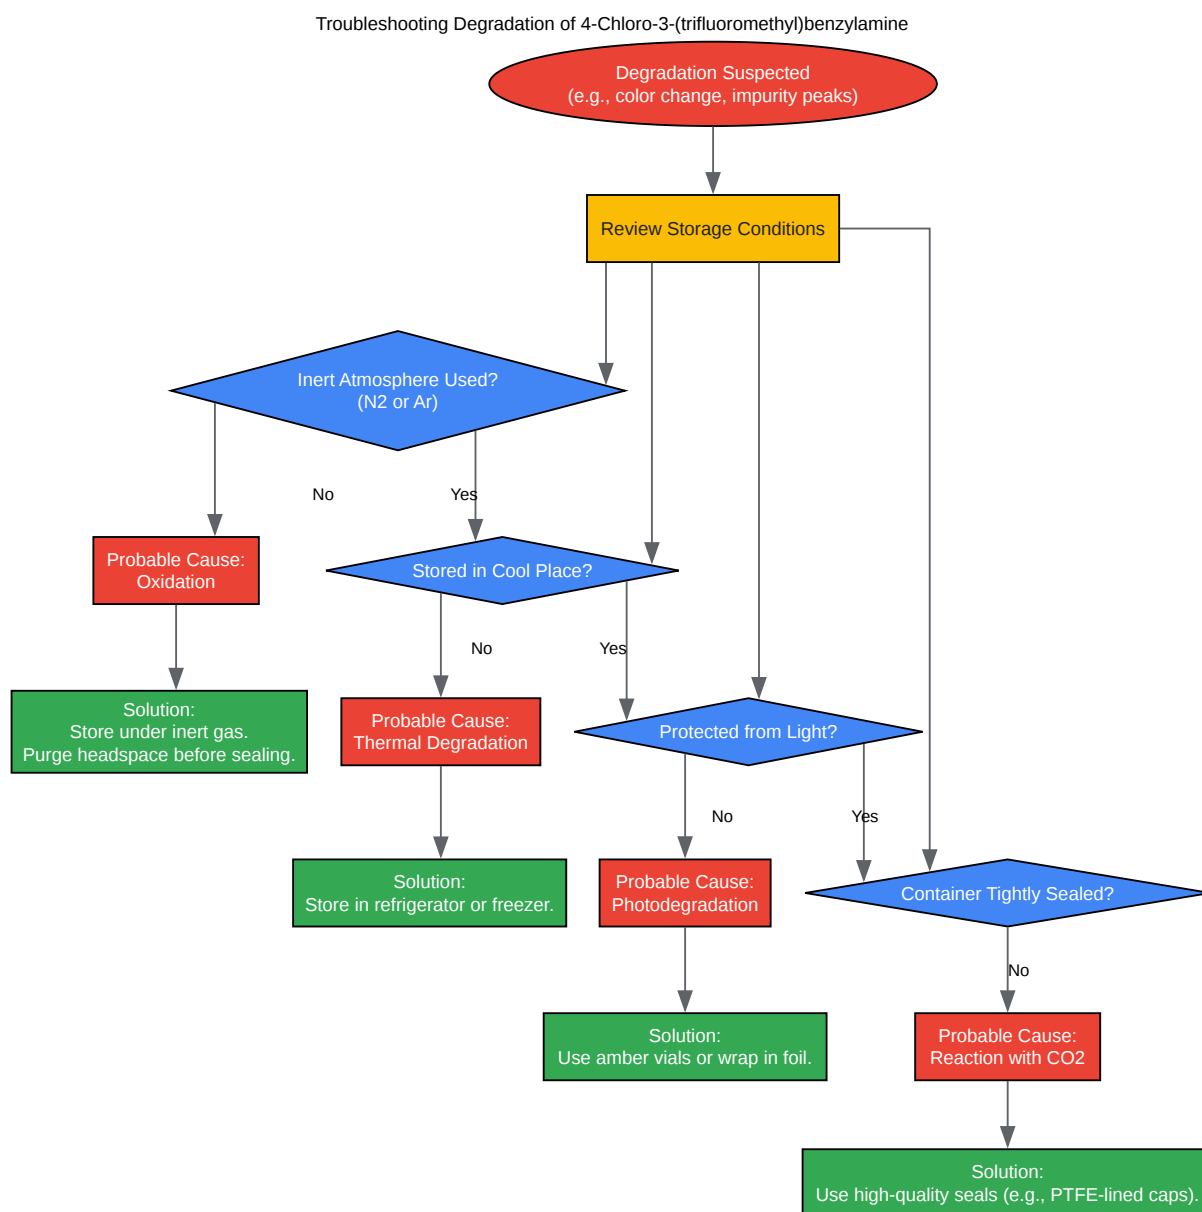 Troubleshooting Degradation of 4-Chloro-3-(trifluoromethyl)benzylamine
Degradation Suspected
(e.g., color change, impurity peaks)
Review Storage Conditions
Inert Atmosphere Used?
(N2 or Ar)
No
Yes
Probable Cause:
Oxidation
Stored in Cool Place?
No
Yes
Solution:
Store under inert gas.
Purge headspace before sealing.
Probable Cause:
Thermal Degradation
Protected from Light?
No
Yes
Solution:
Store in refrigerator or freezer.
Probable Cause:
Photodegradation
Container Tightly Sealed?
No
Solution:
Use amber vials or wrap in foil.
Probable Cause:
Reaction with CO2
Solution:
Use high-quality seals (e.g., PTFE-lined caps).